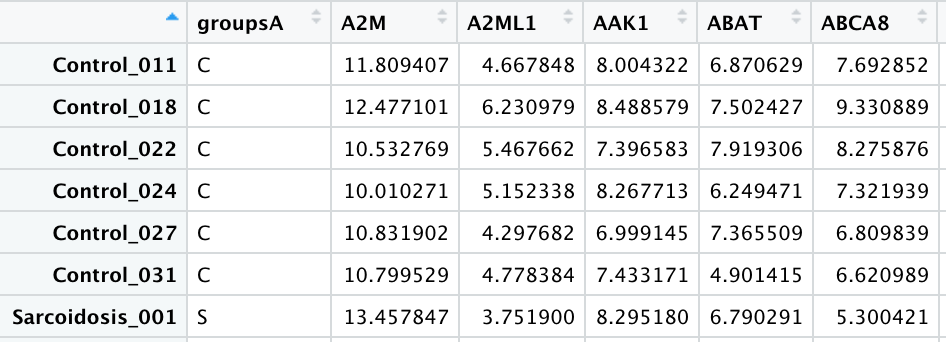 groupsA A2M A2ML1 AAK1 ABAT ABCA8
Control_011 C 11.809407 4.667848 8.004322 6.870629 7.692852
Control_018 C 12.477101 6.230979 8.488579 7.502427 9.330889
Control_022 C 10.532769 5.467662 7.396583 7.919306 8.275876
Control_024 C 10.010271 5.152338 8.267713 6.249471 7.321939
Control_027 C 10.831902 4.297682 6.999145 7.365509 6.809839
Control_031 C 10.799529 4.778384 7.433171 4.901415 6.620989
Sarcoidosis_001 S 13.457847 3.751900 8.295180 6.790291 5.300421